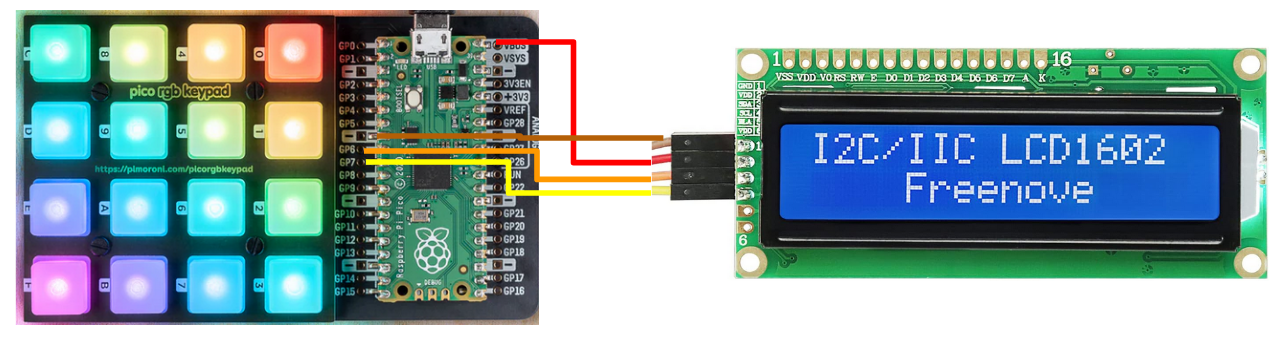 pico rgb keypad
https://pimoroni.com/picorgbkeypad
C
8
4
0
D
9
5
1
E
A
6
2
F
B
7
3
GP0
GP1
GP2
GP3
GP4
GP5
GP6
GP7
GP8
GP9
GP10
GP11
GP12
GP13
GP14
GP15
LED
USB
BOOTSEL
Raspberry Pi Pico ©2020
DEBUG
VBUS
VSYS
3V3EN
+3V3
VREF
GP28
GP26
GP22
GP21
GP20
GP19
GP18
GP17
GP16
1
16
VSS VDD V0 RS RW E D0 D1 D2 D3 D4 D5 D6 D7 A K
GND 1
VDD
SDA
SCL
BLA
VDD
6
I2C/IIC LCD1602
Freenove